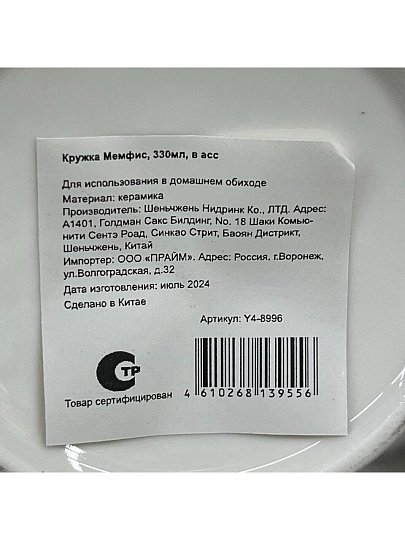 Кружка Мемфис, 330мл, в асс
Для использования в домашнем обиходе
Материал: керамика
Производитель: Шеньчжень Нидринк Ко., ЛТД. Адрес:
А1401, Голдман Сакс Билдинг, No. 18 Шаки Комью-
нити Сентэ Роад, Синкао Стрит, Баоян Дистрикт,
Шеньчжень, Китай
Импортер: ООО «ПРАЙМ». Адрес: Россия, г.Воронеж,
ул.Волгоградская, д.32
Дата изготовления: июль 2024
Сделано в Китае
Артикул: Y4-8996
СТР
Товар сертифицирован
4 610268 139556